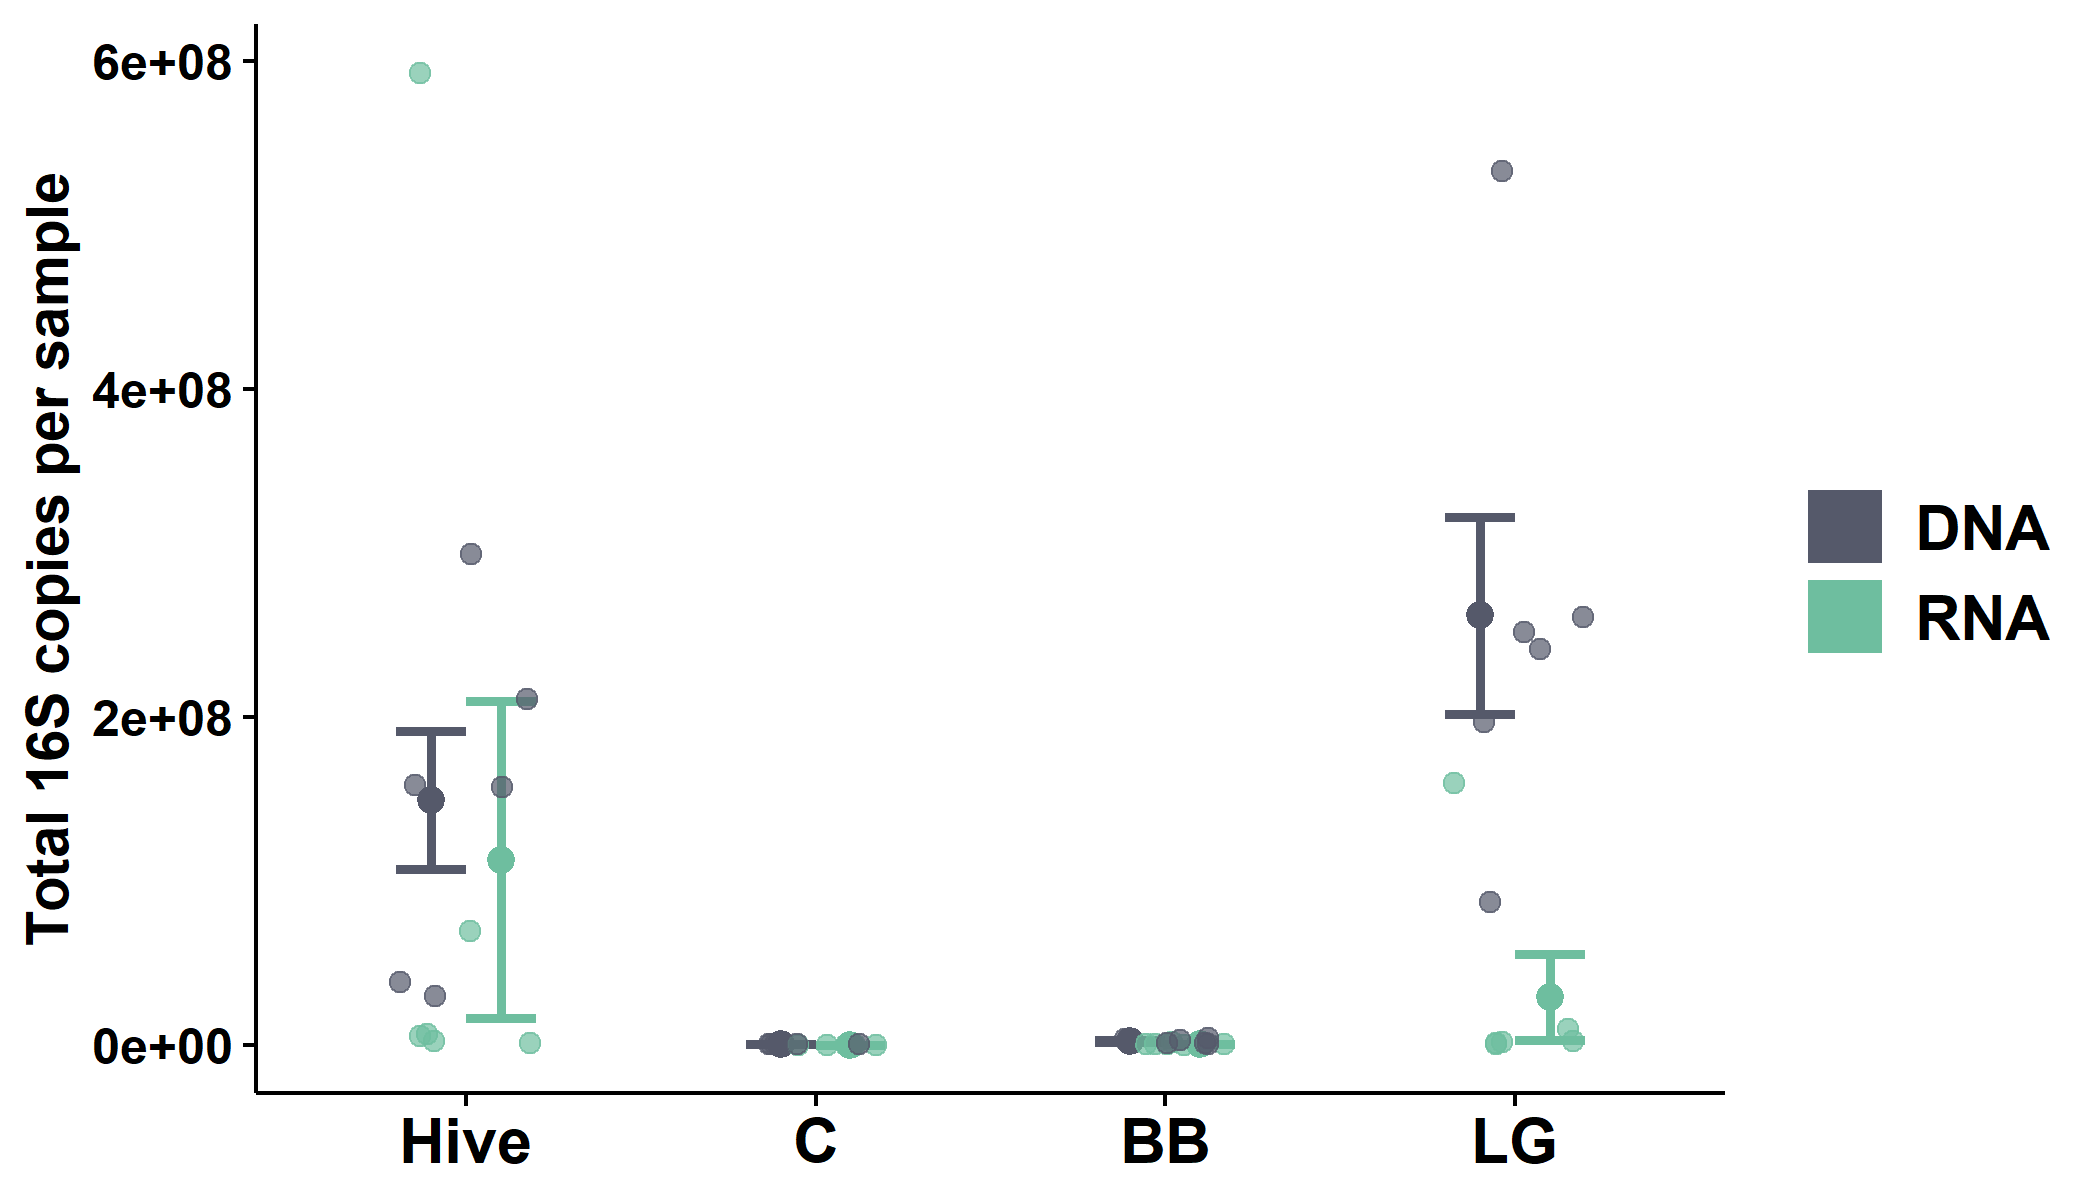 Total 16S copies per sample
6e+08
4e+08
2e+08
0e+00
Hive
C
BB
LG
DNA
RNA